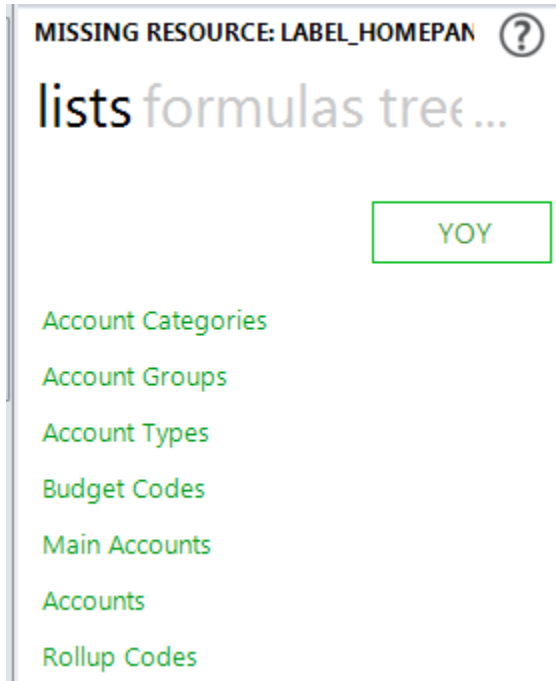 MISSING RESOURCE: LABEL_HOMEPAN ?
lists formulas tree...
YOY
Account Categories
Account Groups
Account Types
Budget Codes
Main Accounts
Accounts
Rollup Codes